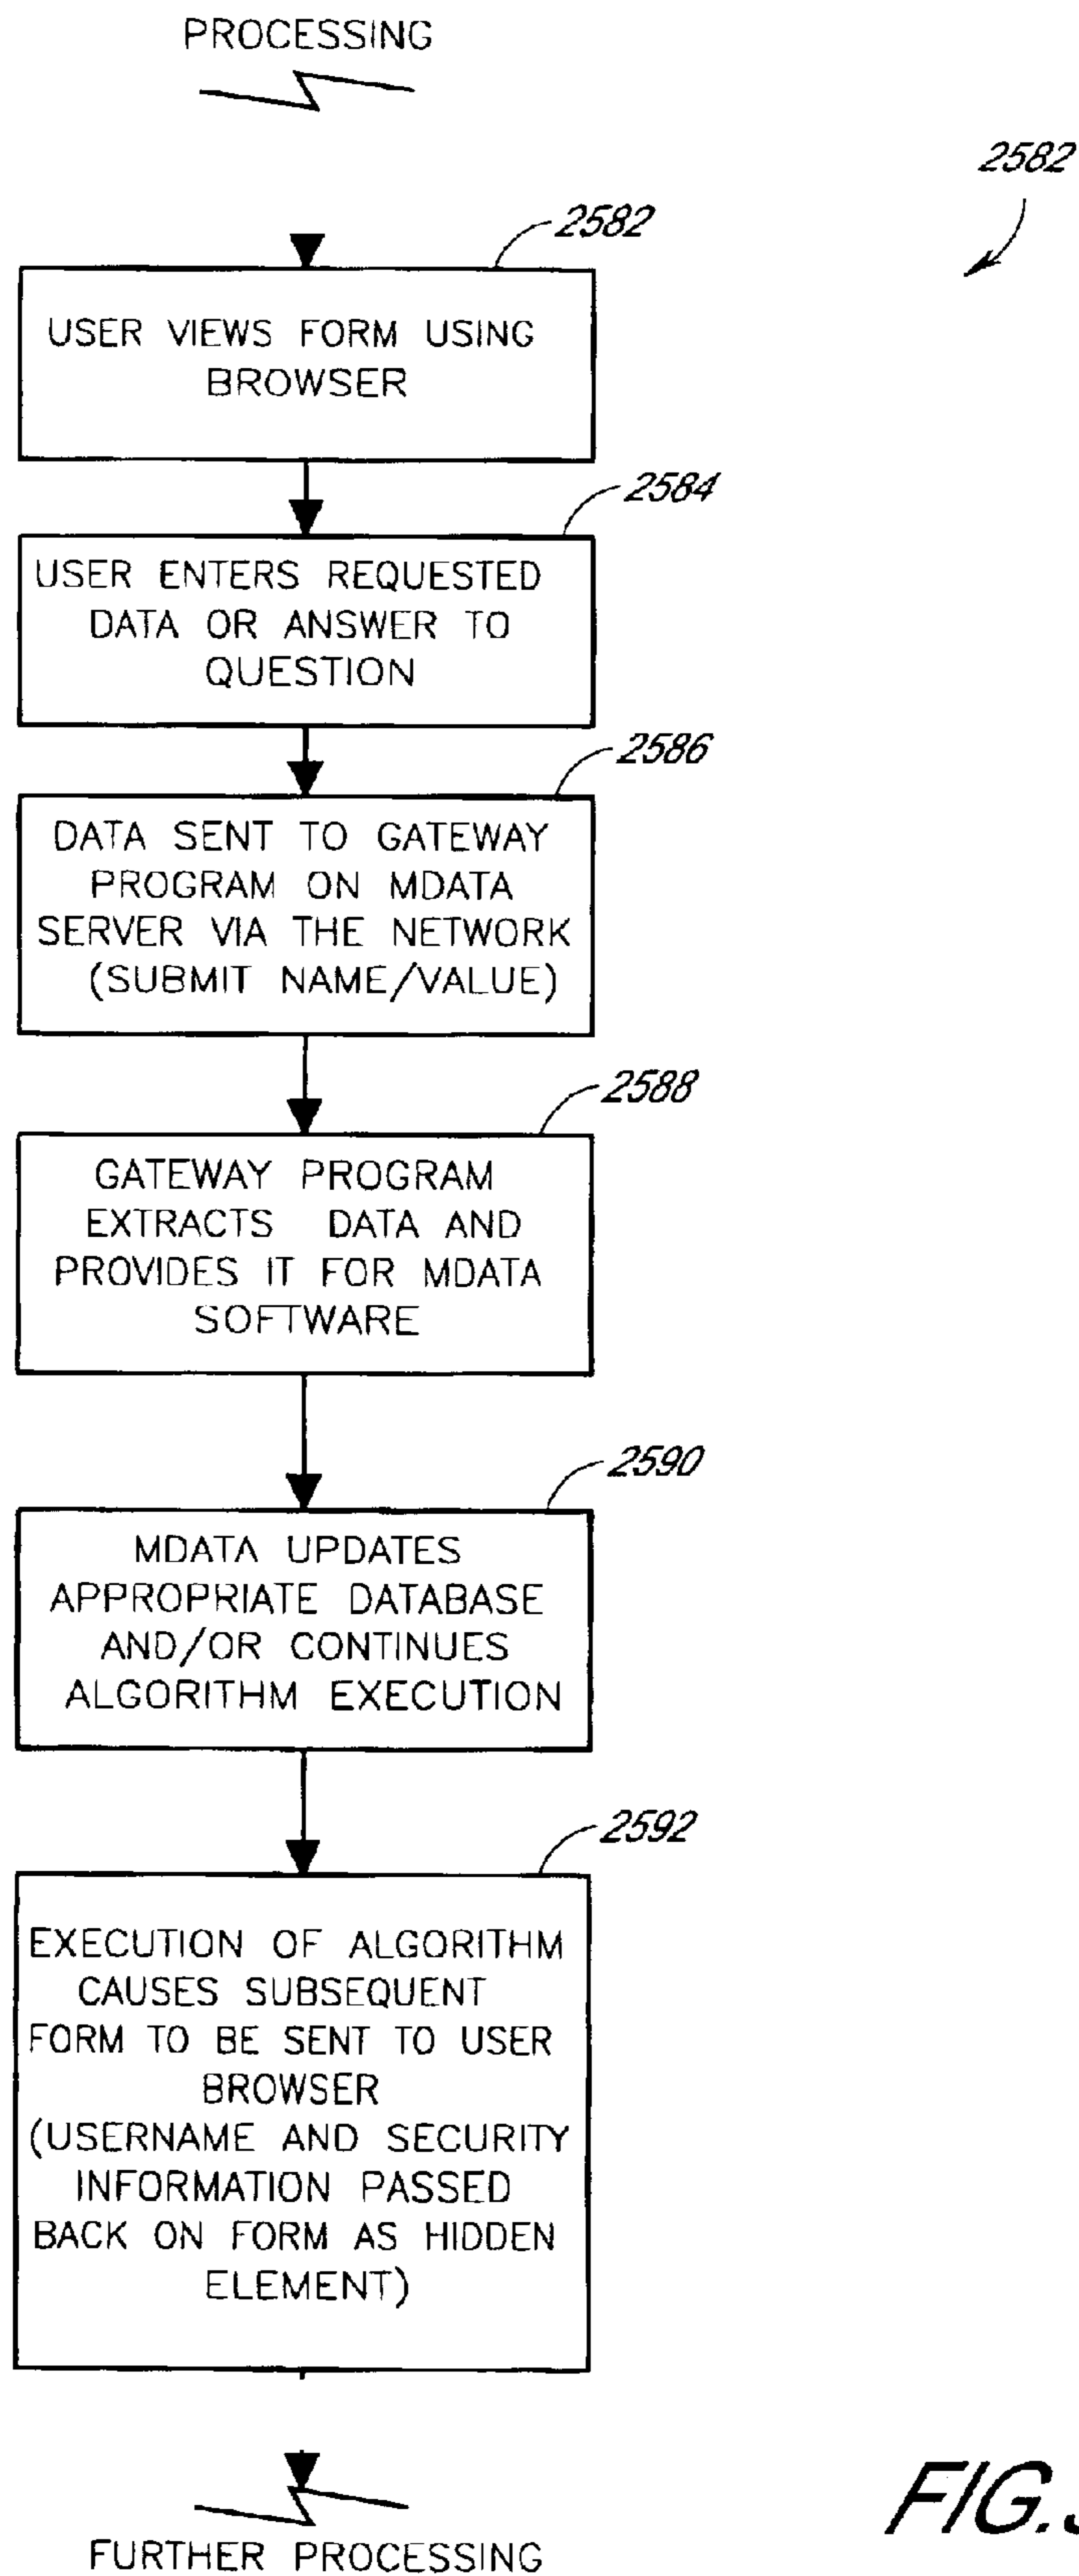 PROCESSING
2582
2582
USER VIEWS FORM USING
BROWSER
2584
USER ENTERS REQUESTED
DATA OR ANSWER TO
QUESTION
2586
DATA SENT TO GATEWAY
PROGRAM ON MDATA
SERVER VIA THE NETWORK
(SUBMIT NAME/VALUE)
2588
GATEWAY PROGRAM
EXTRACTS DATA AND
PROVIDES IT FOR MDATA
SOFTWARE
2590
MDATA UPDATES
APPROPRIATE DATABASE
AND/OR CONTINUES
ALGORITHM EXECUTION
2592
EXECUTION OF ALGORITHM
CAUSES SUBSEQUENT
FORM TO BE SENT TO USER
BROWSER
(USERNAME AND SECURITY
INFORMATION PASSED
BACK ON FORM AS HIDDEN
ELEMENT)
FIG.
FURTHER PROCESSING